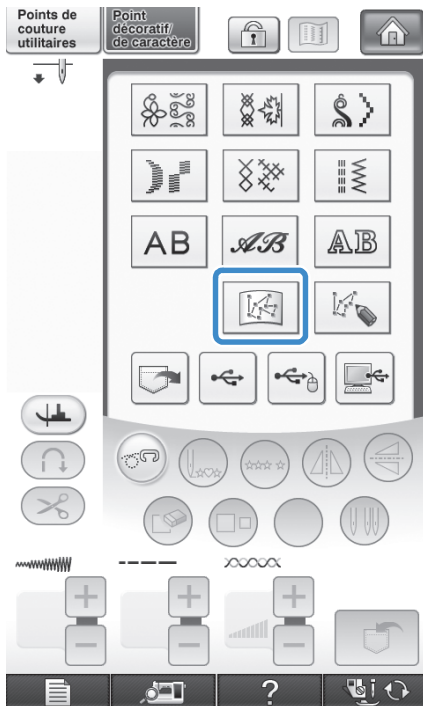 Points de
couture
utilitaires
Point
décoratif/
de caractère
AB
AB
AB
?